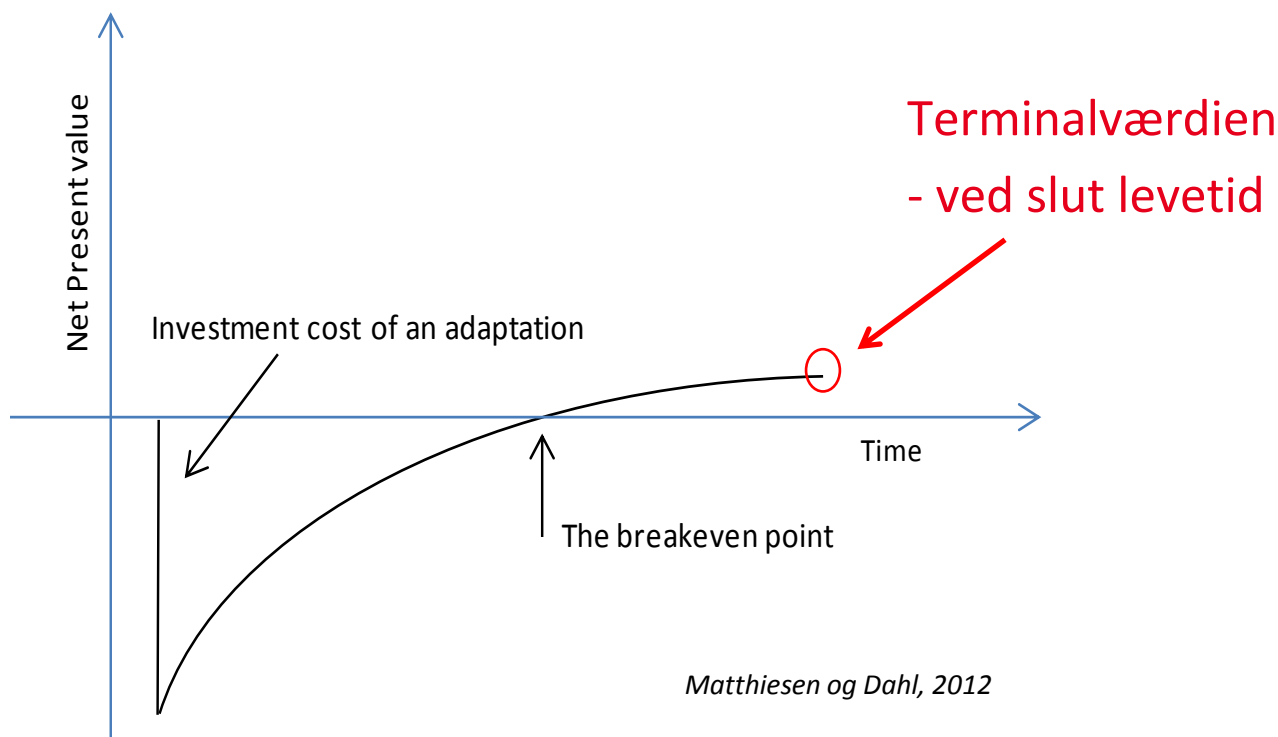 Terminalværdien
- ved slut levetid
Net Present value
Investment cost of an adaptation
Time
The breakeven point
Matthiesen og Dahl, 2012